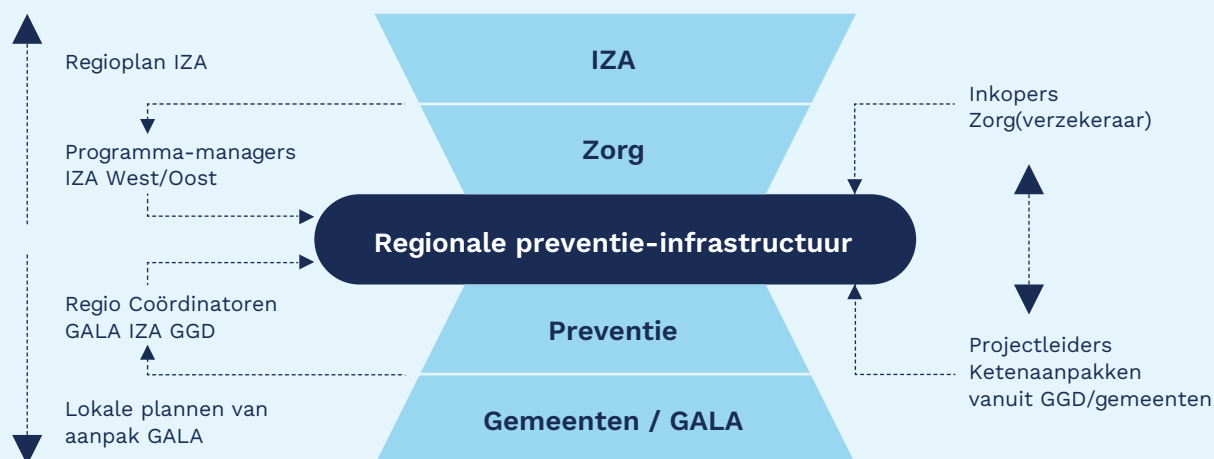 Regioplan IZA
Programma-managers
IZA West/Oost
Regio Coördinatoren
GALA IZA GGD
Lokale plannen van
aanpak GALA
IZA
Zorg
Regionale preventie-infrastructuur
Preventie
Gemeenten / GALA
Inkopers
Zorg(verzekeraar)
Projectleiders
Ketenaanpakken
vanuit GGD/gemeenten